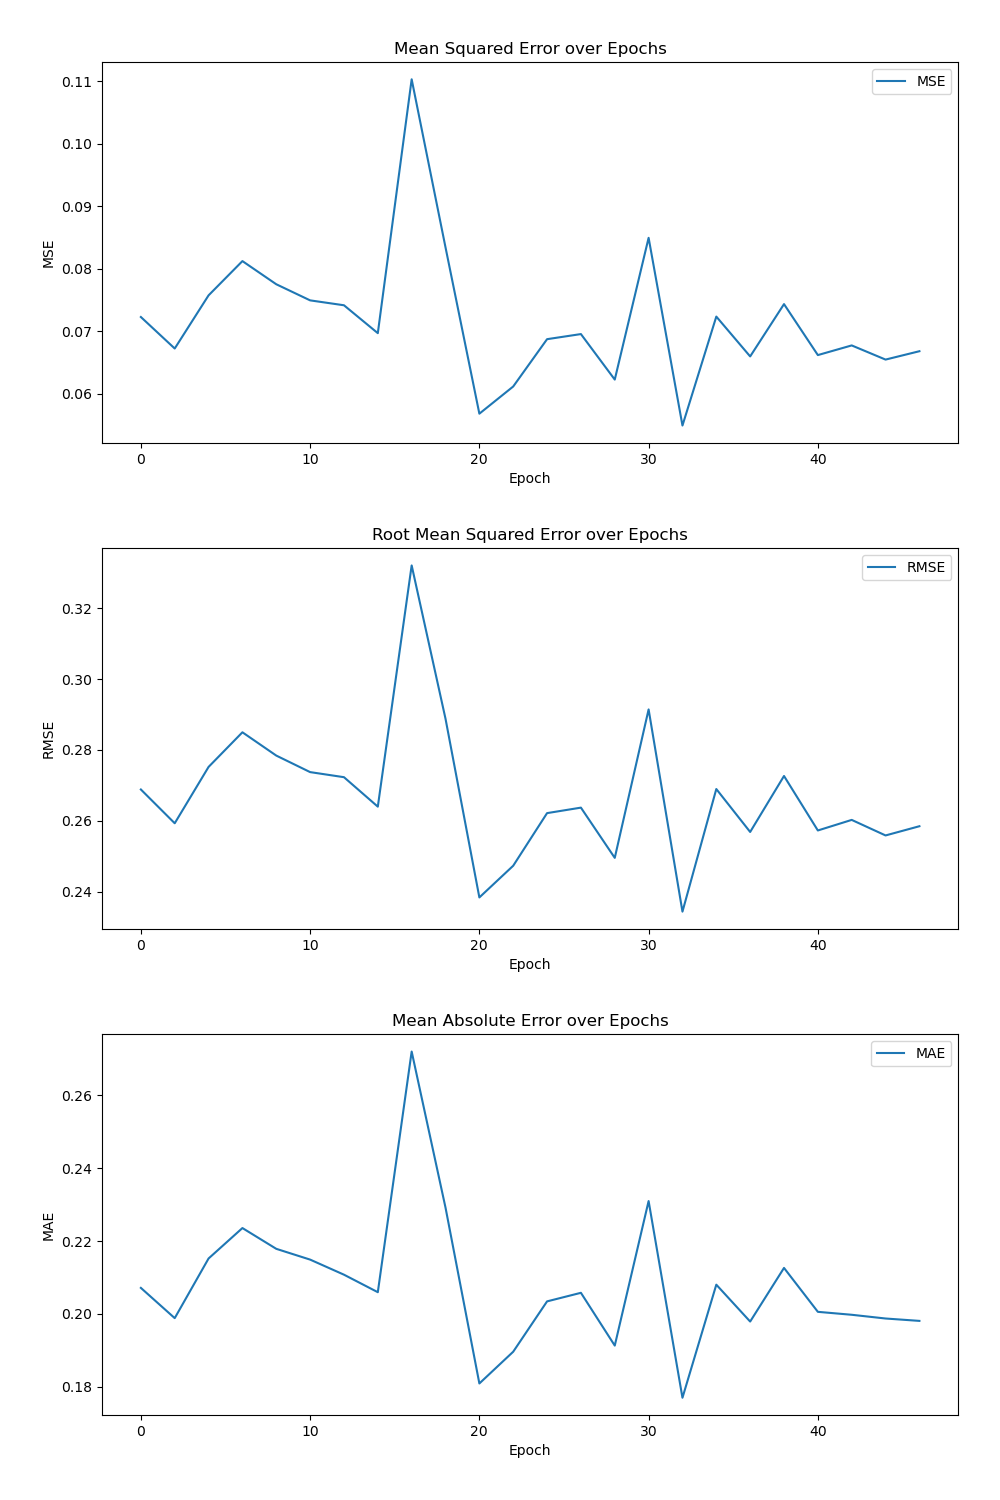 Mean Squared Error over Epochs
MSE
0.11
0.10
0.09
0.08
0.07
0.06
MSE
0 10 20 30 40
Epoch
Root Mean Squared Error over Epochs
RMSE
0.32
0.30
0.28
0.26
0.24
RMSE
0 10 20 30 40
Epoch
Mean Absolute Error over Epochs
MAE
0.26
0.24
0.22
0.20
0.18
MAE
0 10 20 30 40
Epoch